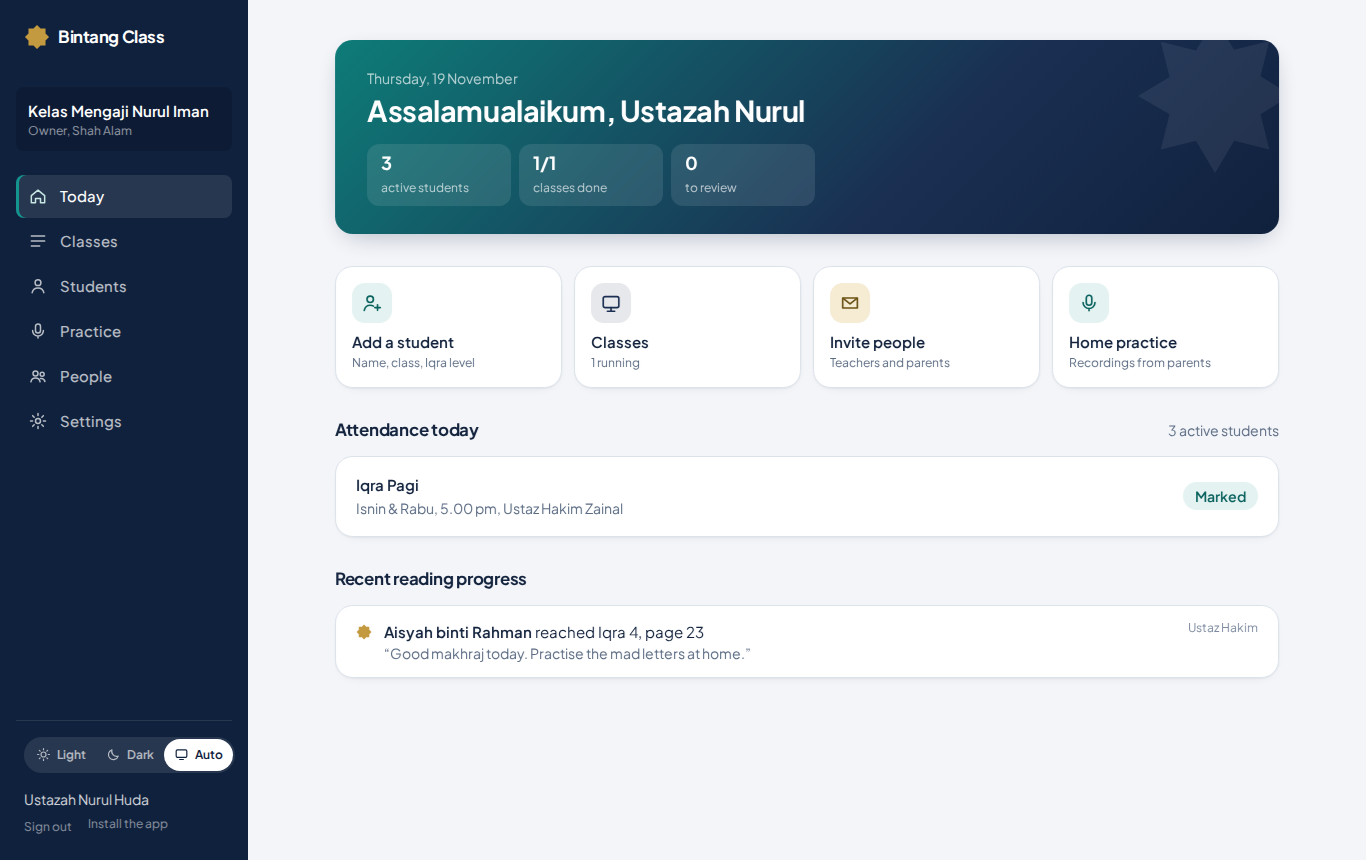 Bintang Class
Kelas Mengaji Nurul Iman
Owner, Shah Alam
Today
Classes
Students
Practice
People
Settings
Light Dark Auto
Ustazah Nurul Huda
Sign out Install the app
Thursday, 19 November
Assalamualaikum, Ustazah Nurul
3
active students
1/1
classes done
0
to review
Add a student
Name, class, Iqra level
Classes
1 running
Invite people
Teachers and parents
Home practice
Recordings from parents
Attendance today
3 active students
Iqra Pagi
Isnin & Rabu, 5.00 pm, Ustaz Hakim Zainal
Marked
Recent reading progress
Aisyah binti Rahman reached Iqra 4, page 23
Ustaz Hakim
“Good makhraj today. Practise the mad letters at home.”